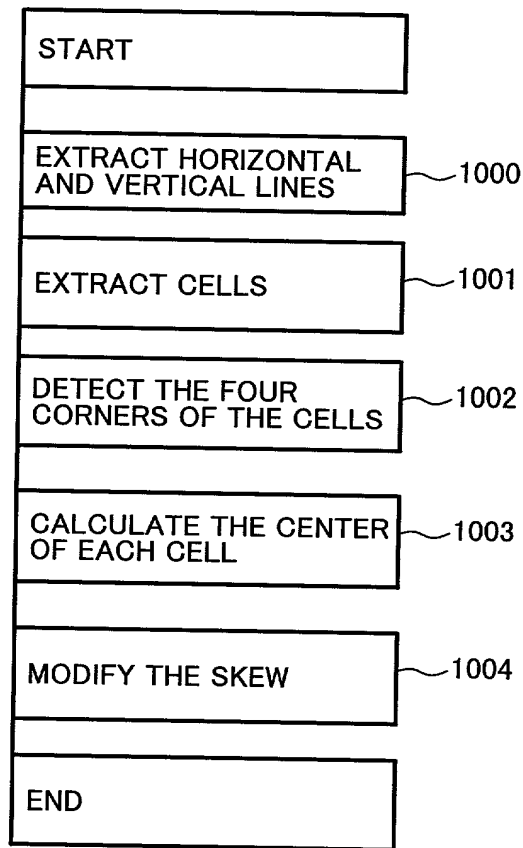 START
EXTRACT HORIZONTAL
AND VERTICAL LINES
1000
EXTRACT CELLS
1001
DETECT THE FOUR
CORNERS OF THE CELLS
1002
CALCULATE THE CENTER
OF EACH CELL
1003
MODIFY THE SKEW
1004
END